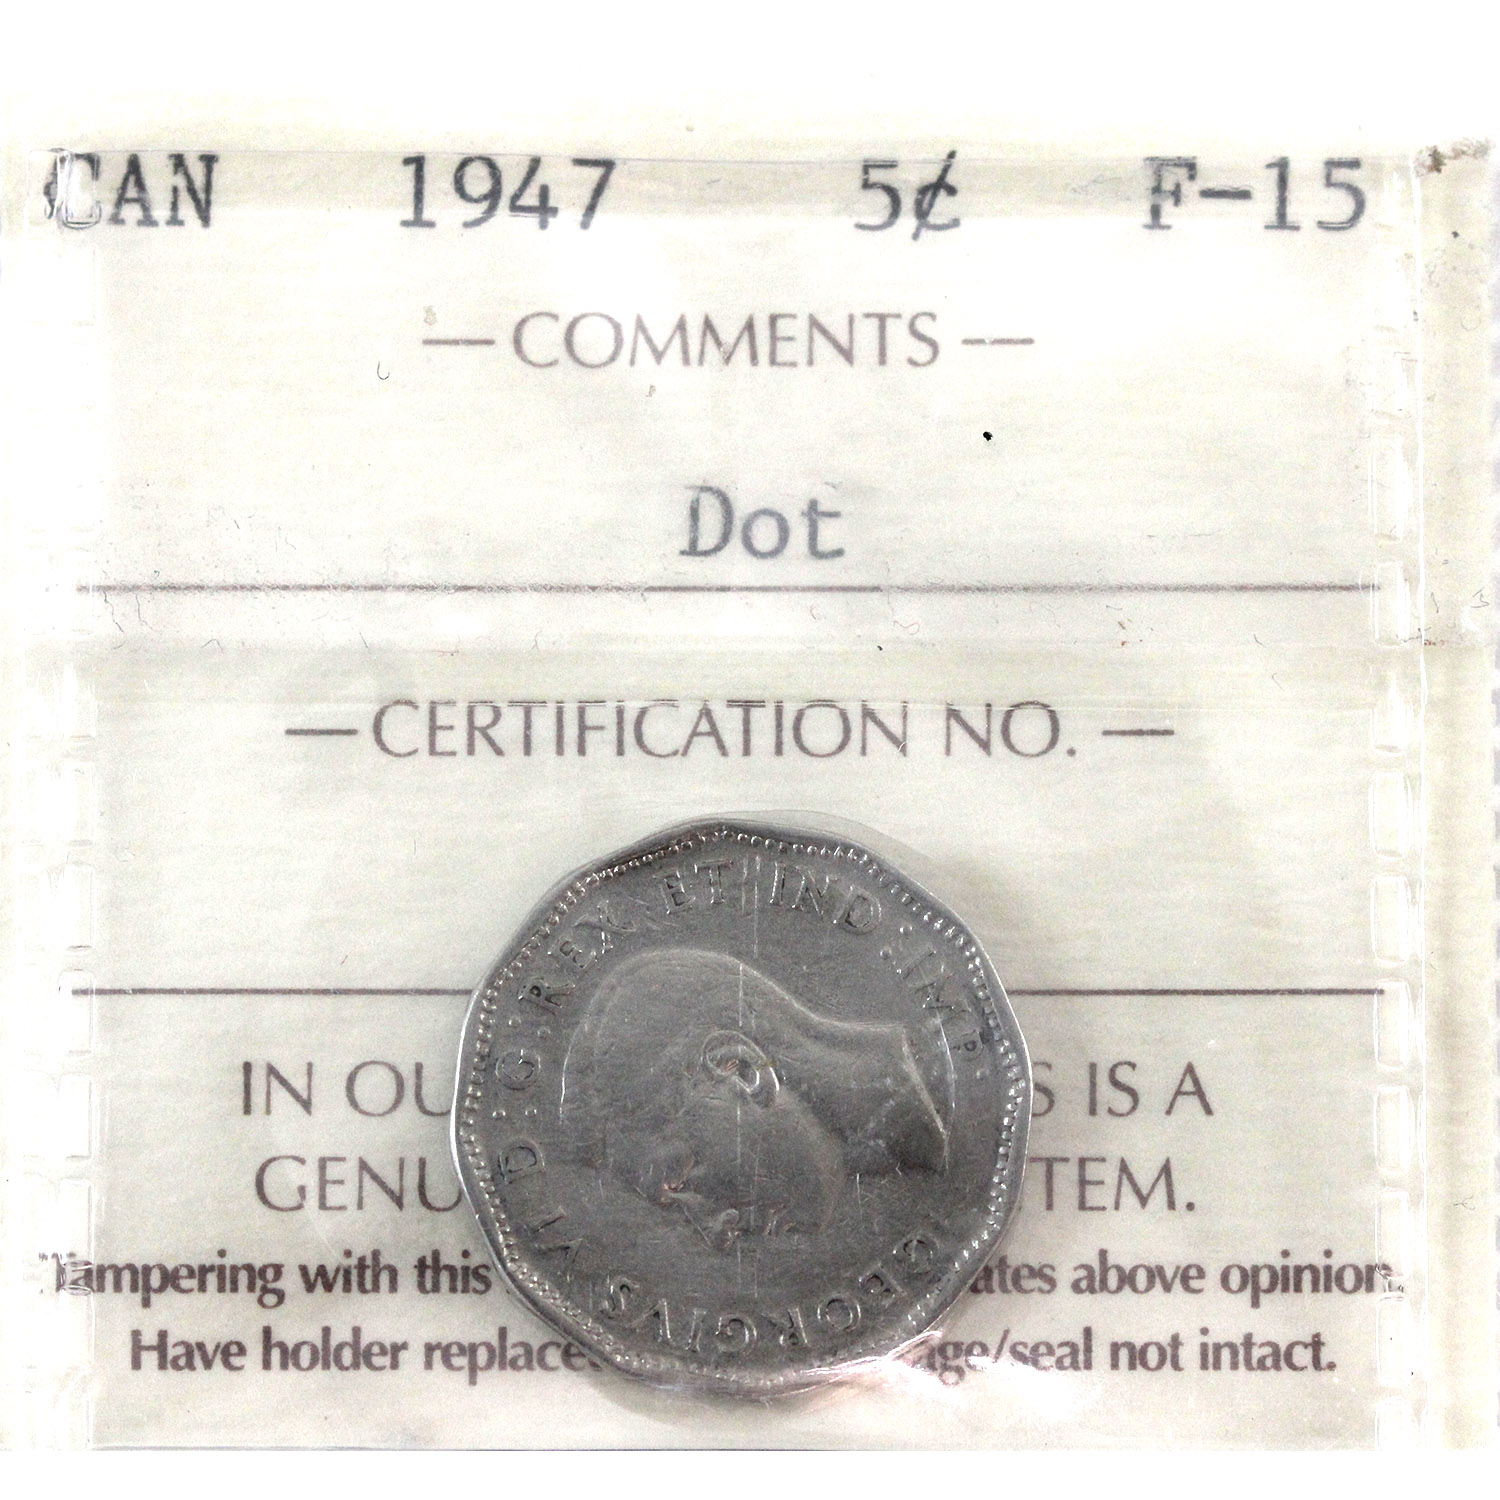 CAN 1947 5¢ F-15
— COMMENTS —
Dot
— CERTIFICATION NO. —
IN OU S IS A
GENU TEM.
Tampering with this ates above opinion.
Have holder replace age/seal not intact.
GEORGIVS VI D:G:REX ET IND:IMP: